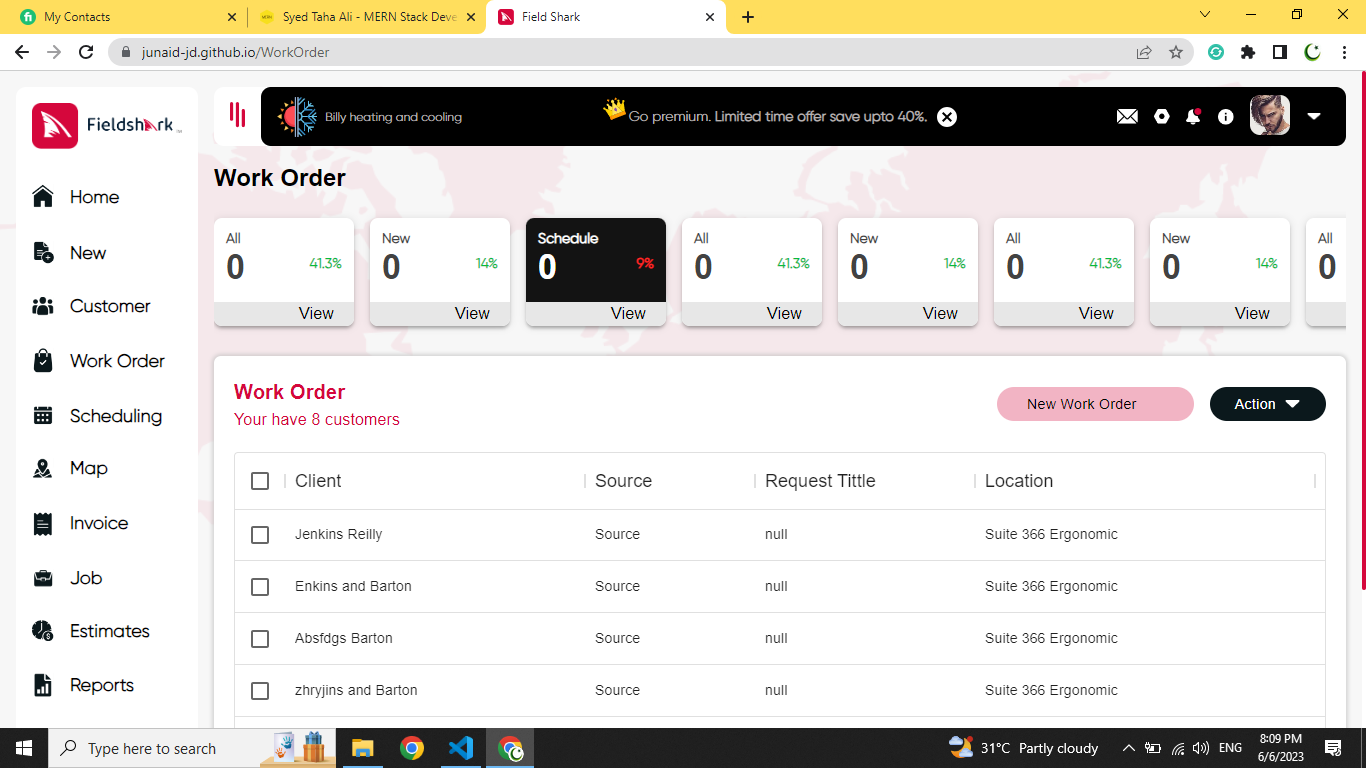 My Contacts
Syed Taha Ali - MERN Stack Deve
Field Shark
junaid-jd.github.io/WorkOrder
Fieldshark
Billy heating and cooling
Go premium. Limited time offer save upto 40%.
Work Order
Home
New
Customer
Work Order
Scheduling
Map
Invoice
Job
Estimates
Reports
All
0
41.3%
View
New
0
14%
View
Schedule
0
9%
View
All
0
41.3%
View
New
0
14%
View
All
0
41.3%
View
New
0
14%
View
All
0
Work Order
Your have 8 customers
New Work Order
Action
Client Source Request Tittle Location
Jenkins Reilly Source null Suite 366 Ergonomic
Enkins and Barton Source null Suite 366 Ergonomic
Absfdgs Barton Source null Suite 366 Ergonomic
zhryjins and Barton Source null Suite 366 Ergonomic
Type here to search
31°C Partly cloudy
ENG
8:09 PM
6/6/2023